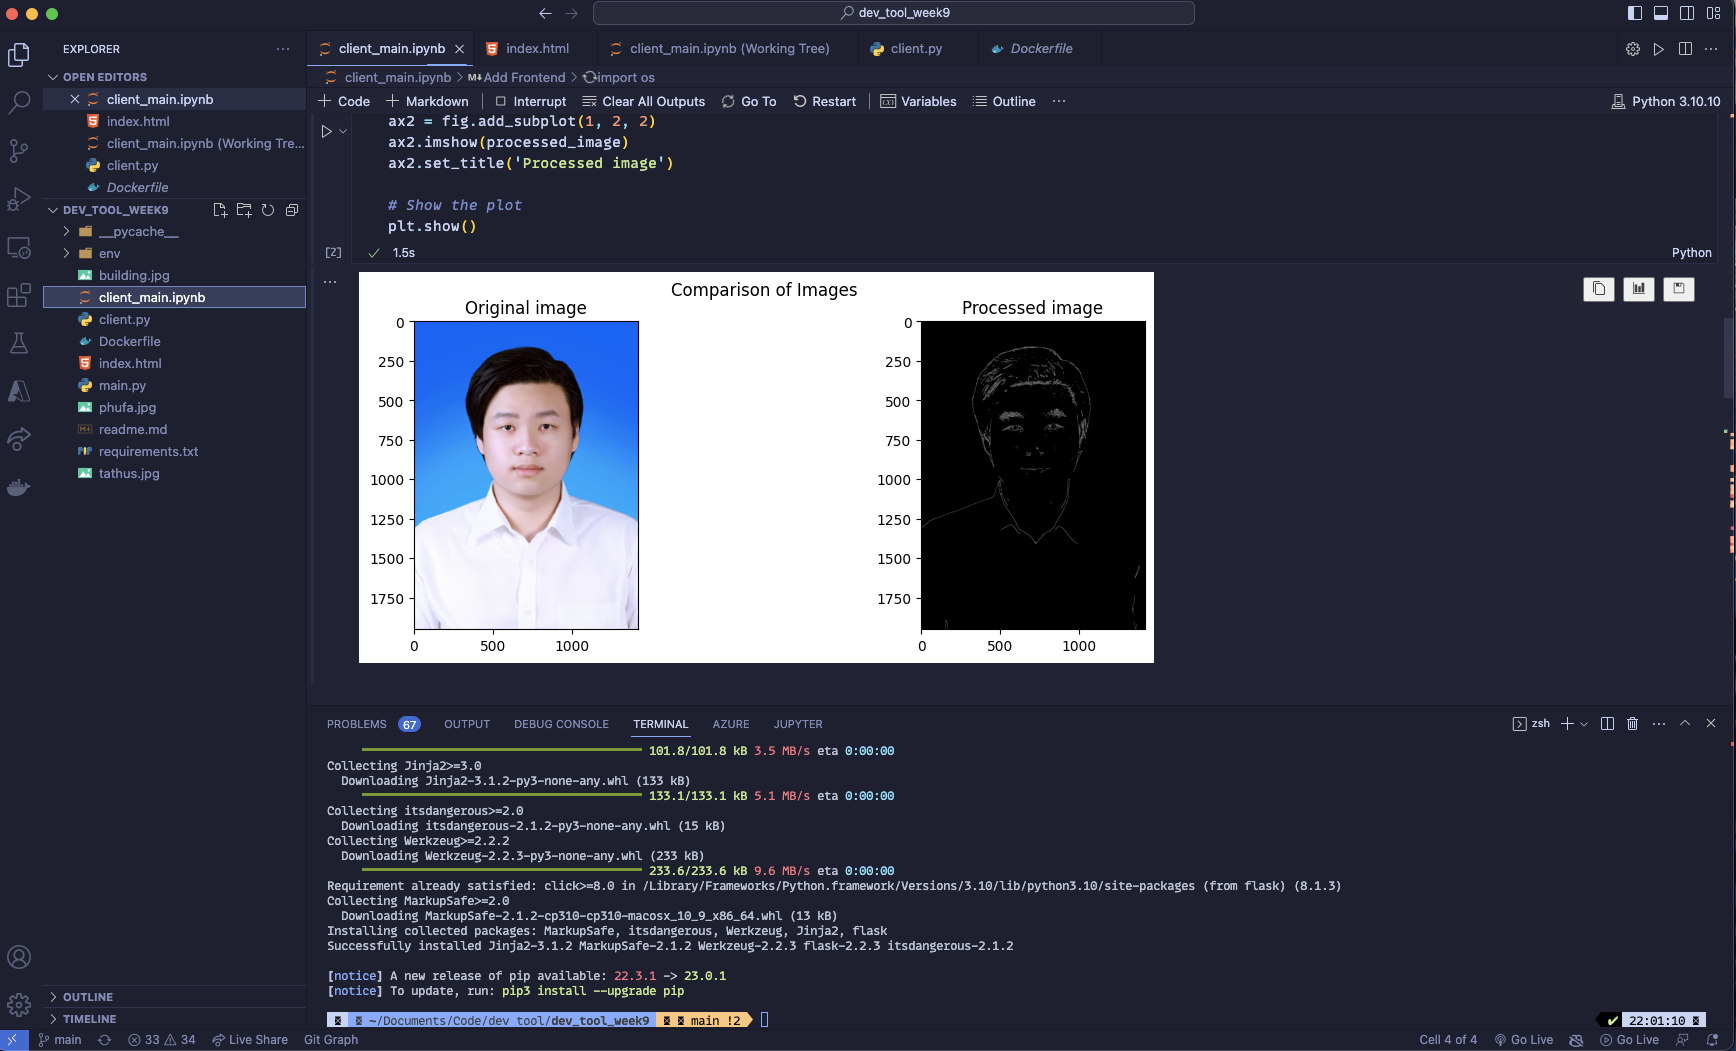 dev_tool_week9
EXPLORER
OPEN EDITORS
client_main.ipynb
index.html
client_main.ipynb (Working Tre...
client.py
Dockerfile
DEV_TOOL_WEEK9
__pycache__
env
building.jpg
client_main.ipynb
client.py
Dockerfile
index.html
main.py
phufa.jpg
readme.md
requirements.txt
tathus.jpg
OUTLINE
TIMELINE
client_main.ipynb index.html client_main.ipynb (Working Tree) client.py Dockerfile
client_main.ipynb > M↓Add Frontend > import os
Code Markdown Interrupt Clear All Outputs Go To Restart Variables Outline ... Python 3.10.10
ax2 = fig.add_subplot(1, 2, 2)
ax2.imshow(processed_image)
ax2.set_title('Processed image')
# Show the plot
plt.show()
[2] 1.5s Python
Comparison of Images
Original image
0
250
500
750
1000
1250
1500
1750
0 500 1000
Processed image
0
250
500
750
1000
1250
1500
1750
0 500 1000
PROBLEMS 67 OUTPUT DEBUG CONSOLE TERMINAL AZURE JUPYTER zsh
101.8/101.8 kB 3.5 MB/s eta 0:00:00
Collecting Jinja2>=3.0
Downloading Jinja2-3.1.2-py3-none-any.whl (133 kB)
133.1/133.1 kB 5.1 MB/s eta 0:00:00
Collecting itsdangerous>=2.0
Downloading itsdangerous-2.1.2-py3-none-any.whl (15 kB)
Collecting Werkzeug>=2.2.2
Downloading Werkzeug-2.2.3-py3-none-any.whl (233 kB)
233.6/233.6 kB 9.6 MB/s eta 0:00:00
Requirement already satisfied: click>=8.0 in /Library/Frameworks/Python.framework/Versions/3.10/lib/python3.10/site-packages (from flask) (8.1.3)
Collecting MarkupSafe>=2.0
Downloading MarkupSafe-2.1.2-cp310-cp310-macosx_10_9_x86_64.whl (13 kB)
Installing collected packages: MarkupSafe, itsdangerous, Werkzeug, Jinja2, flask
Successfully installed Jinja2-3.1.2 MarkupSafe-2.1.2 Werkzeug-2.2.3 flask-2.2.3 itsdangerous-2.1.2
[notice] A new release of pip available: 22.3.1 -> 23.0.1
[notice] To update, run: pip3 install --upgrade pip
~/Documents/Code/dev_tool/dev_tool_week9 main !2 22:01:10
main 33 34 Live Share Git Graph Cell 4 of 4 Go Live Go Live